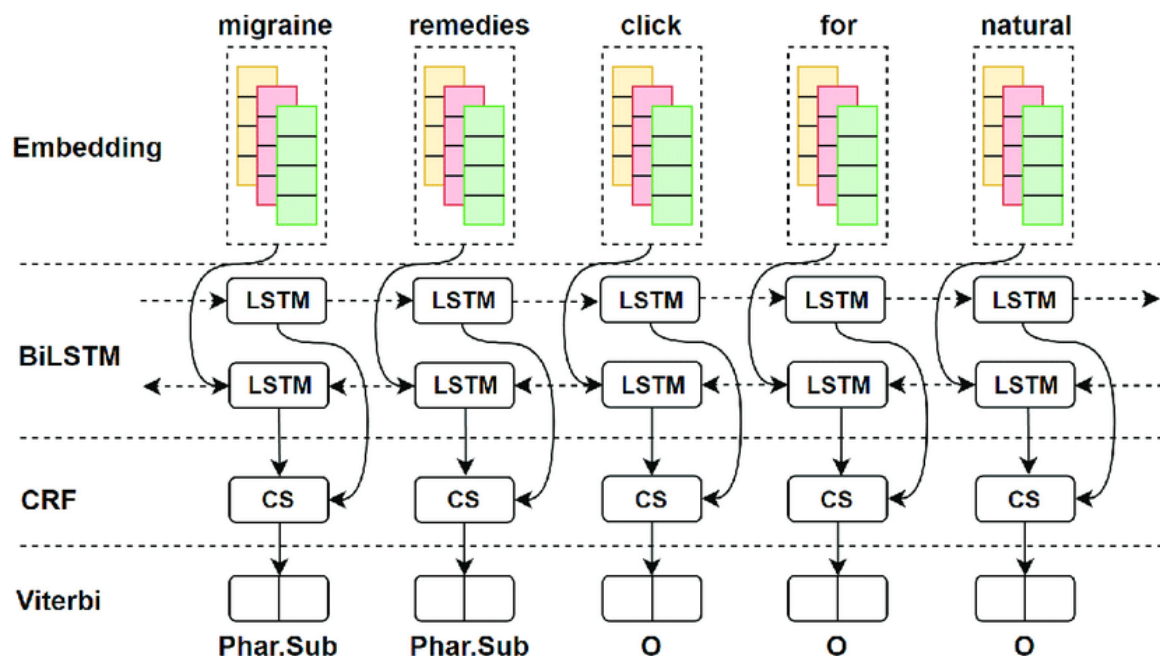 migraine remedies click for natural
Embedding
LSTM LSTM LSTM LSTM LSTM
BiLSTM
LSTM LSTM LSTM LSTM LSTM
CRF CS CS CS CS CS
Viterbi
Phar.Sub Phar.Sub O O O